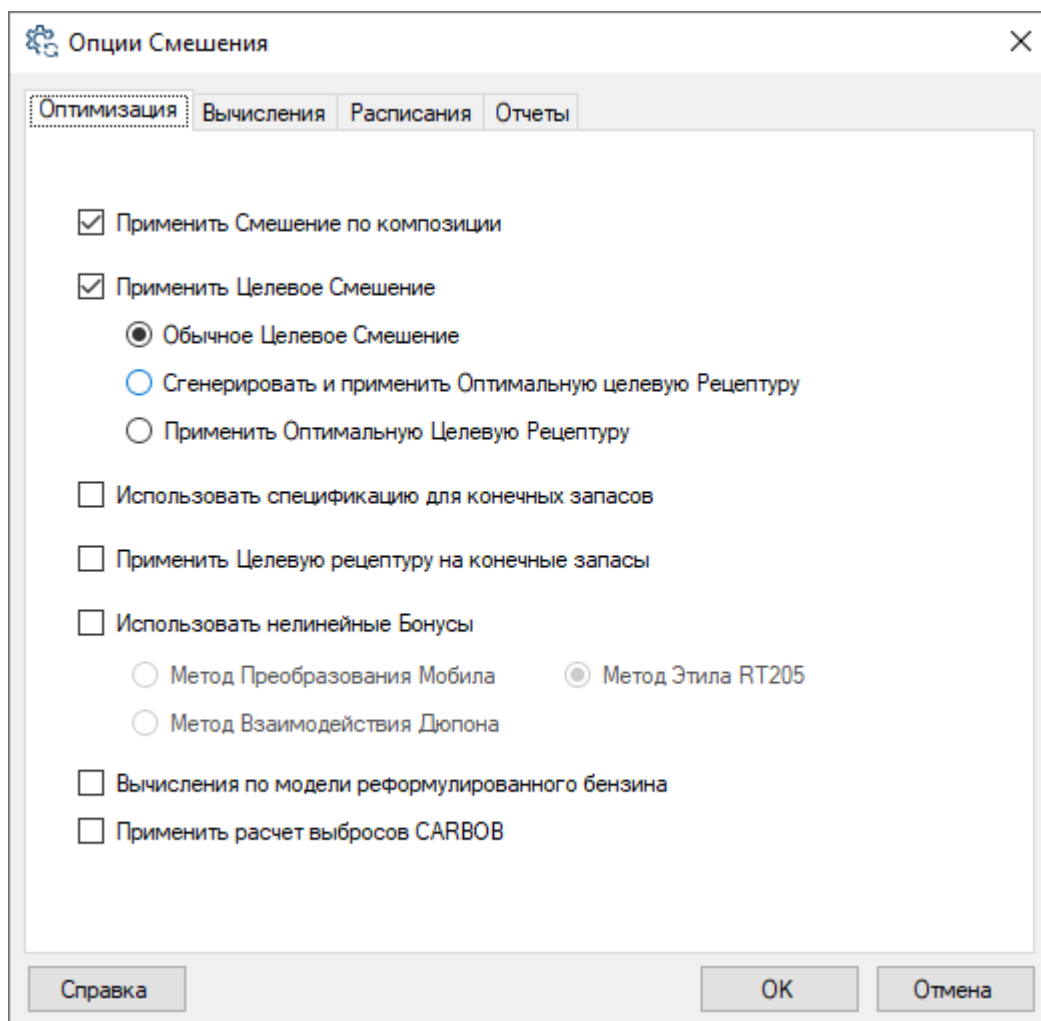 Опции Смешения
Оптимизация Вычисления Расписания Отчеты
Применить Смешение по композиции
Применить Целевое Смешение
Обычное Целевое Смешение
Сгенерировать и применить Оптимальную целевую Рецептуру
Применить Оптимальную Целевую Рецептуру
Использовать спецификацию для конечных запасов
Применить Целевую рецептуру на конечные запасы
Использовать нелинейные Бонусы
Метод Преобразования Мобила Метод Этила RT205
Метод Взаимодействия Дюпона
Вычисления по модели реформулированного бензина
Применить расчет выбросов CARBOB
Справка OK Отмена